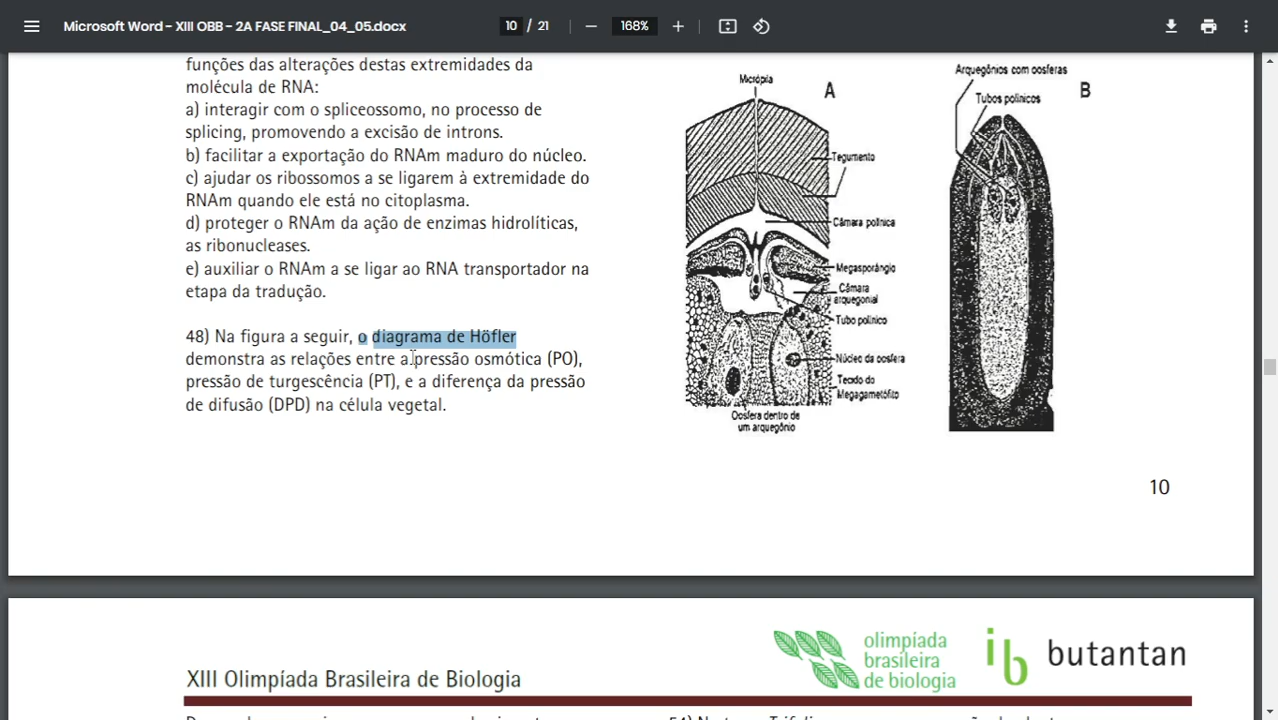 Microsoft Word - XIII OBB - 2A FASE FINAL_04_05.docx
10 / 21
168%
funções das alterações destas extremidades da
molécula de RNA:
a) interagir com o spliceossomo, no processo de
splicing, promovendo a excisão de introns.
b) facilitar a exportação do RNAm maduro do núcleo.
c) ajudar os ribossomos a se ligarem à extremidade do
RNAm quando ele está no citoplasma.
d) proteger o RNAm da ação de enzimas hidrolíticas,
as ribonucleases.
e) auxiliar o RNAm a se ligar ao RNA transportador na
etapa da tradução.
48) Na figura a seguir, o diagrama de Höfler
demonstra as relações entre a pressão osmótica (PO),
pressão de turgescência (PT), e a diferença da pressão
de difusão (DPD) na célula vegetal.
Micrópia
A
Tegumento
Câmara polínica
Megasporângio
Câmara
arquegonial
Tubo polínico
Núcleo da oosfera
Tecido do
Megagametófito
Oosfera dentro de
um arquegônio
Arquegônios com oosferas
Tubos polínicos
B
10
XIII Olimpíada Brasileira de Biologia
olimpíada
brasileira
de biologia
ib butantan